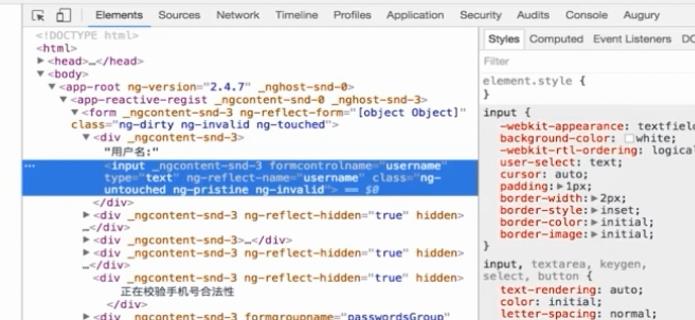 Elements Sources Network Timeline Profiles Application Security Audits Console Augury
<!DOCTYPE html>
<html>
<head>…</head>
<body>
<app-root ng-version="2.4.7" _nghost-snd-0>
<app-reactive-regist _ngcontent-snd-0 _nghost-snd-3>
<form _ngcontent-snd-3 ng-reflect-form="[object Object]"
class="ng-dirty ng-invalid ng-touched">
<div _ngcontent-snd-3>
"用户名:"
<input _ngcontent-snd-3 formcontrolname="username"
type="text" ng-reflect-name="username" class="ng-
untouched ng-pristine ng-invalid"> == $0
</div>
<div _ngcontent-snd-3 ng-reflect-hidden="true" hidden>
…</div>
<div _ngcontent-snd-3>…</div>
<div _ngcontent-snd-3 ng-reflect-hidden="true" hidden>
…</div>
<div _ngcontent-snd-3 ng-reflect-hidden="true" hidden>
正在校验手机号合法性
</div>
<div _ngcontent-snd-3 formgroupname="passwordsGroup"
Styles Computed Event Listeners DO
Filter
element.style {
}
input {
-webkit-appearance: textfield
background-color: white;
-webkit-rtl-ordering: logical
user-select: text;
cursor: auto;
padding: 1px;
border-width: 2px;
border-style: inset;
border-color: initial;
border-image: initial;
}
input, textarea, keygen,
select, button {
text-rendering: auto;
color: initial;
letter-spacing: normal;